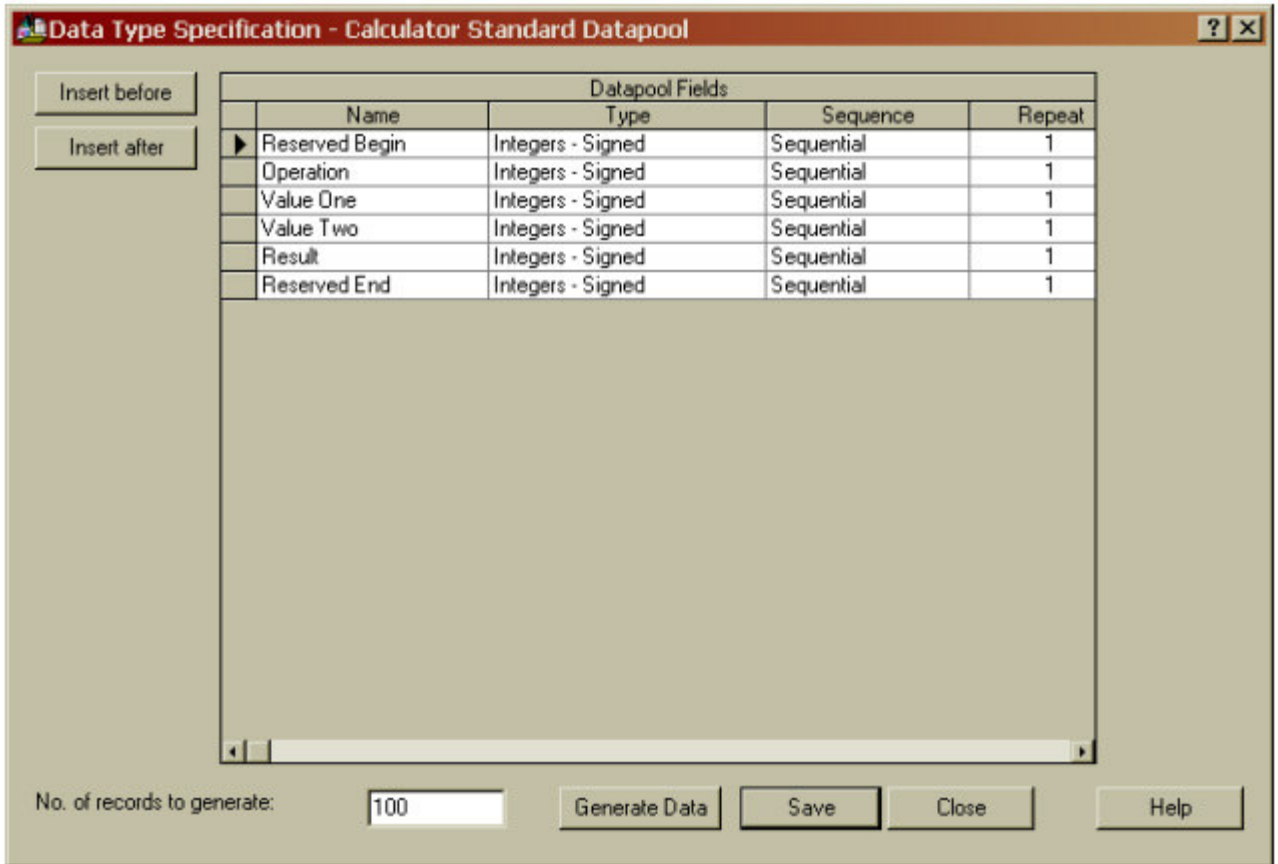 Data Type Specification - Calculator Standard Datapool
Insert before
Insert after
Datapool Fields
Name Type Sequence Repeat
Reserved Begin Integers - Signed Sequential 1
Operation Integers - Signed Sequential 1
Value One Integers - Signed Sequential 1
Value Two Integers - Signed Sequential 1
Result Integers - Signed Sequential 1
Reserved End Integers - Signed Sequential 1
No. of records to generate: 100 Generate Data Save Close Help